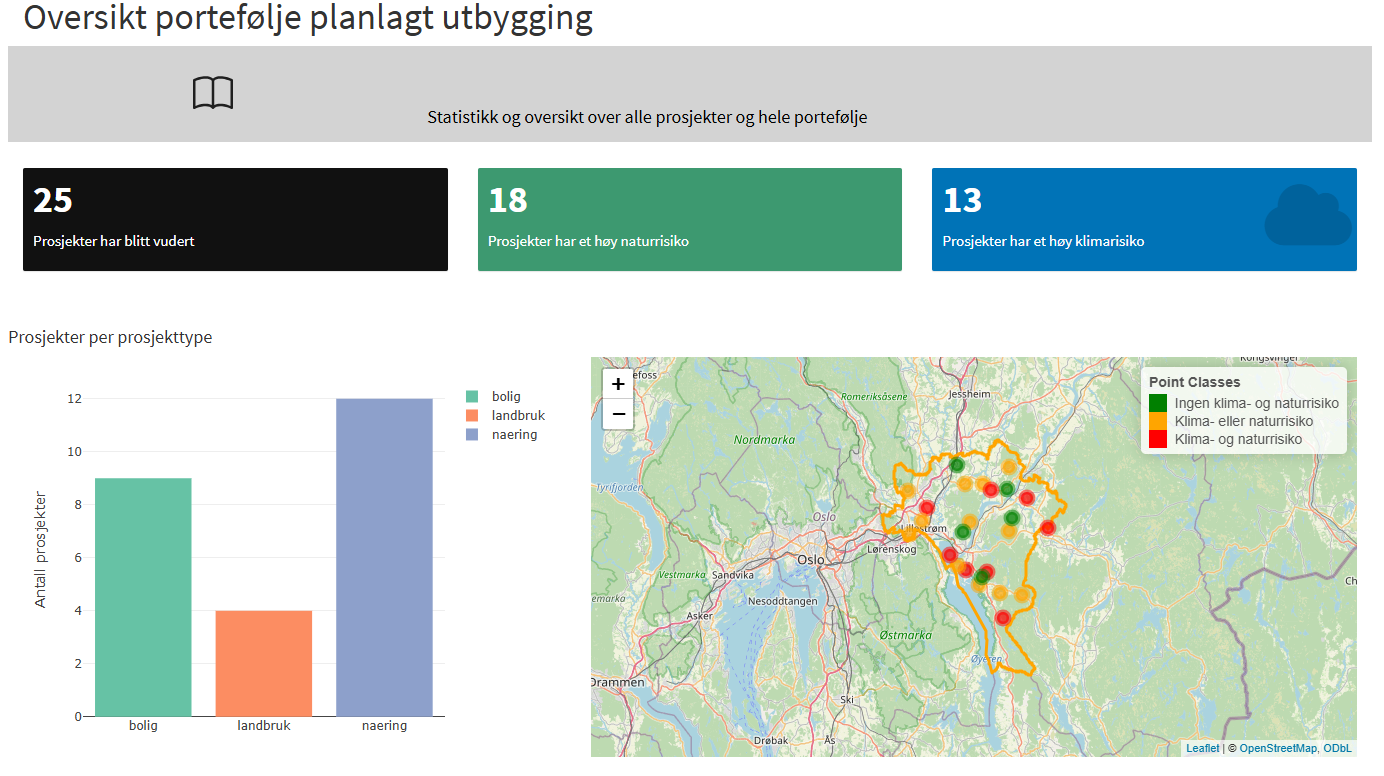 Oversikt portefølje planlagt utbygging
Statistikk og oversikt over alle prosjekter og hele portefølje
25
Prosjekter har blitt vudert
18
Prosjekter har et høy naturrisiko
13
Prosjekter har et høy klimarisiko
Prosjekter per prosjekttype
Antall prosjekter
12
10
8
6
4
2
0
bolig
landbruk
naering
bolig
landbruk
naering
+
−
Point Classes
Ingen klima- og naturrisiko
Klima- eller naturrisiko
Klima- og naturrisiko
efoss
Kongsvinger
Jessheim
Romeriksåsene
Nordmarka
Tyrifjorden
Oslo
Lillestrøm
Oslo
Lørenskog
Vestmarka
Sandvika
emarka
Nesoddtangen
Asker
Østmarka
Øyeren
Drammen
Ski
Drøbak
Ås
Ch
Leaflet | © OpenStreetMap, ODbL